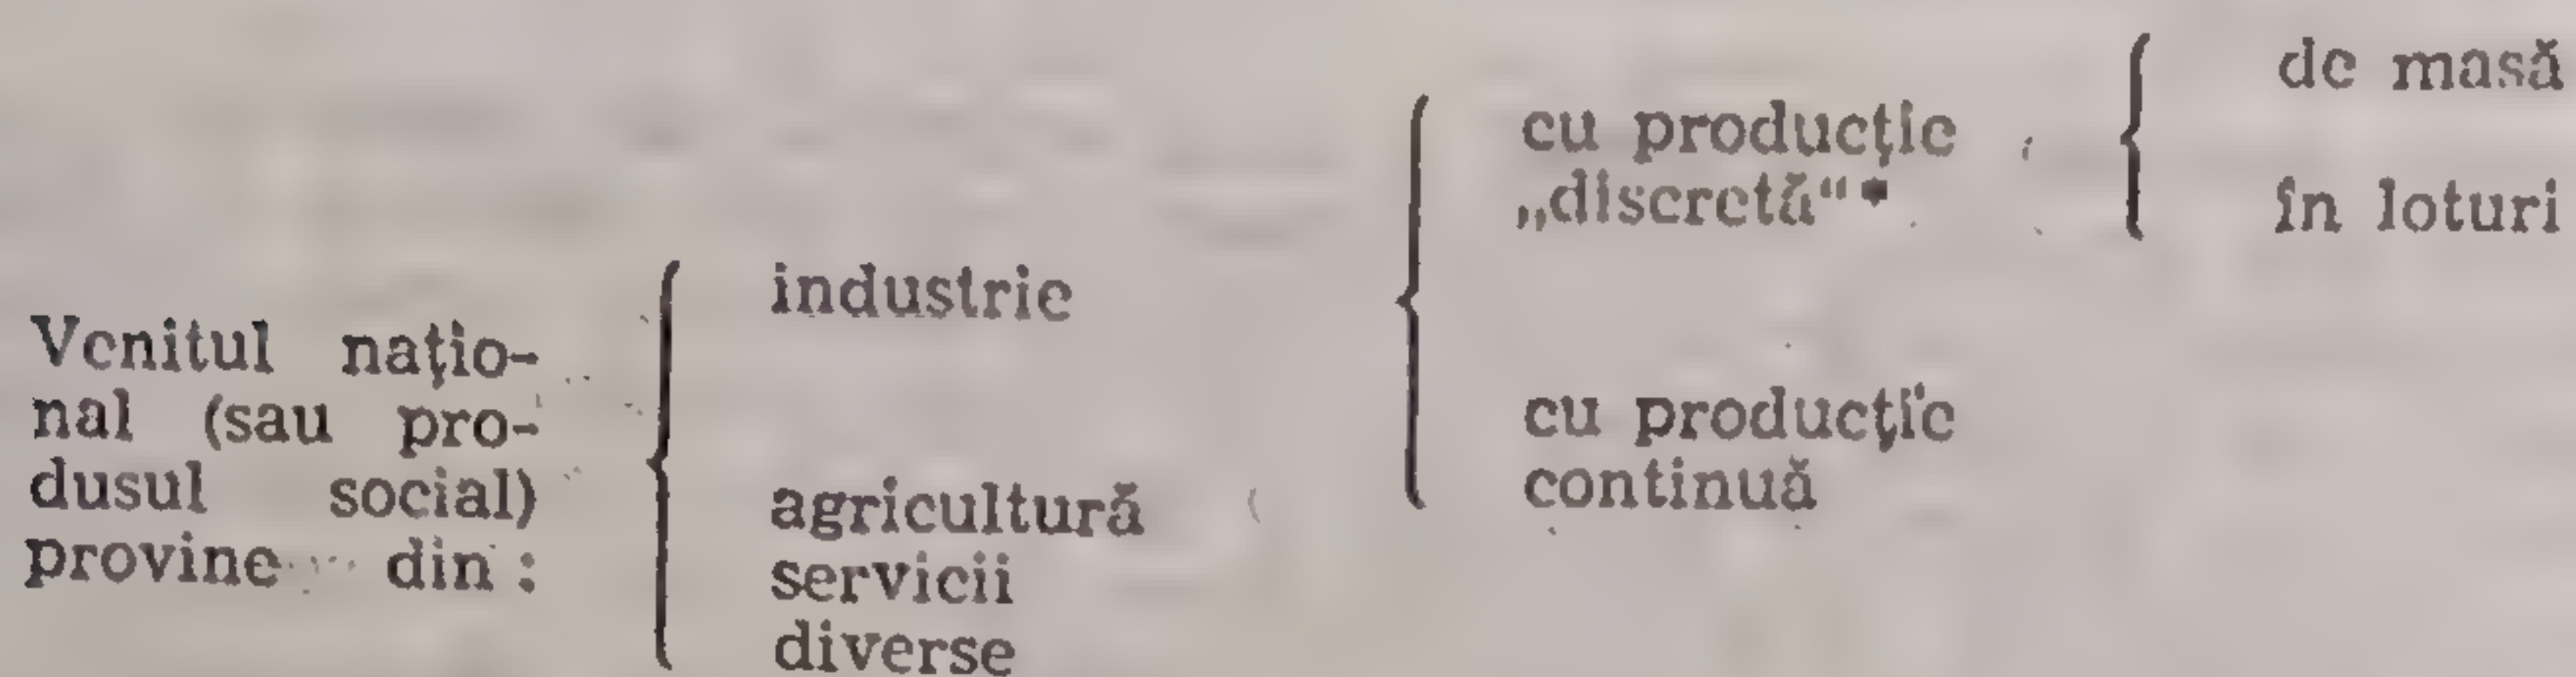 Venitul națio-
nal (sau pro-
dusul social)
provine din :
industrie
agricultură
servicii
diverse
cu producție
„discretă“*
cu producție
continuă
de masă
în loturi